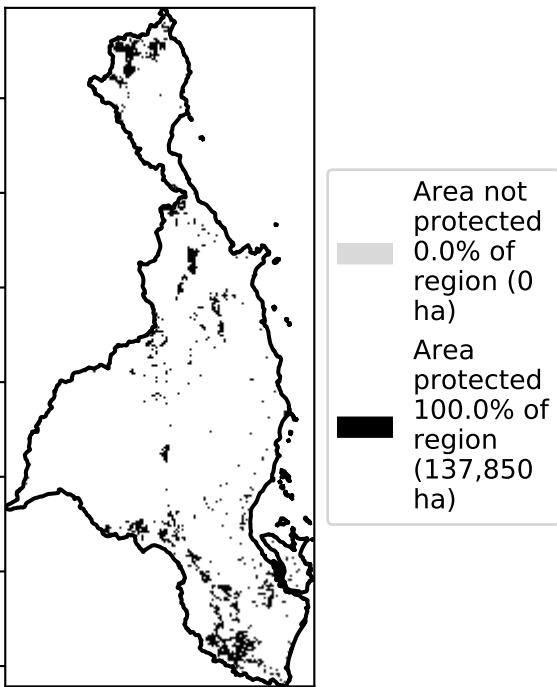 Area not
protected
0.0% of
region (0
ha)
Area
protected
100.0% of
region
(137,850
ha)